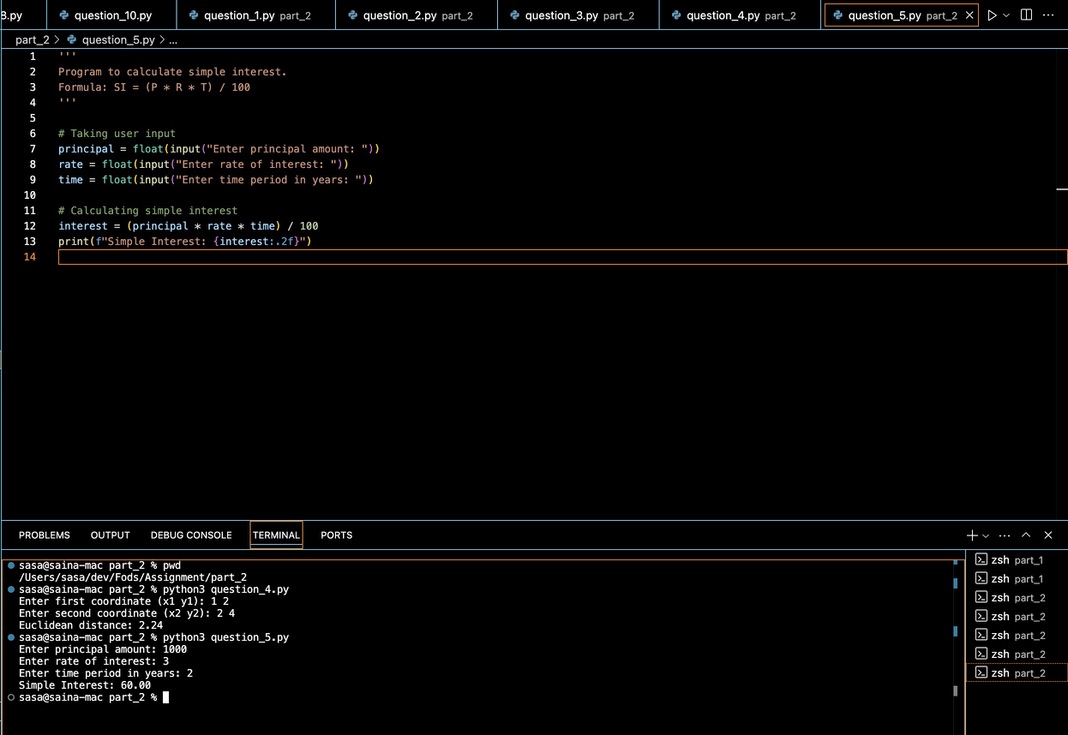 8.py question_10.py question_1.py part_2 question_2.py part_2 question_3.py part_2 question_4.py part_2 question_5.py part_2
part_2 > question_5.py > ...
1 '''
2 Program to calculate simple interest.
3 Formula: SI = (P * R * T) / 100
4 '''
5
6 # Taking user input
7 principal = float(input("Enter principal amount: "))
8 rate = float(input("Enter rate of interest: "))
9 time = float(input("Enter time period in years: "))
10
11 # Calculating simple interest
12 interest = (principal * rate * time) / 100
13 print(f"Simple Interest: {interest:.2f}")
14
PROBLEMS OUTPUT DEBUG CONSOLE TERMINAL PORTS
sasa@saina-mac part_2 % pwd
/Users/sasa/dev/Fods/Assignment/part_2
sasa@saina-mac part_2 % python3 question_4.py
Enter first coordinate (x1 y1): 1 2
Enter second coordinate (x2 y2): 2 4
Euclidean distance: 2.24
sasa@saina-mac part_2 % python3 question_5.py
Enter principal amount: 1000
Enter rate of interest: 3
Enter time period in years: 2
Simple Interest: 60.00
sasa@saina-mac part_2 %
zsh part_1
zsh part_1
zsh part_2
zsh part_2
zsh part_2
zsh part_2
zsh part_2